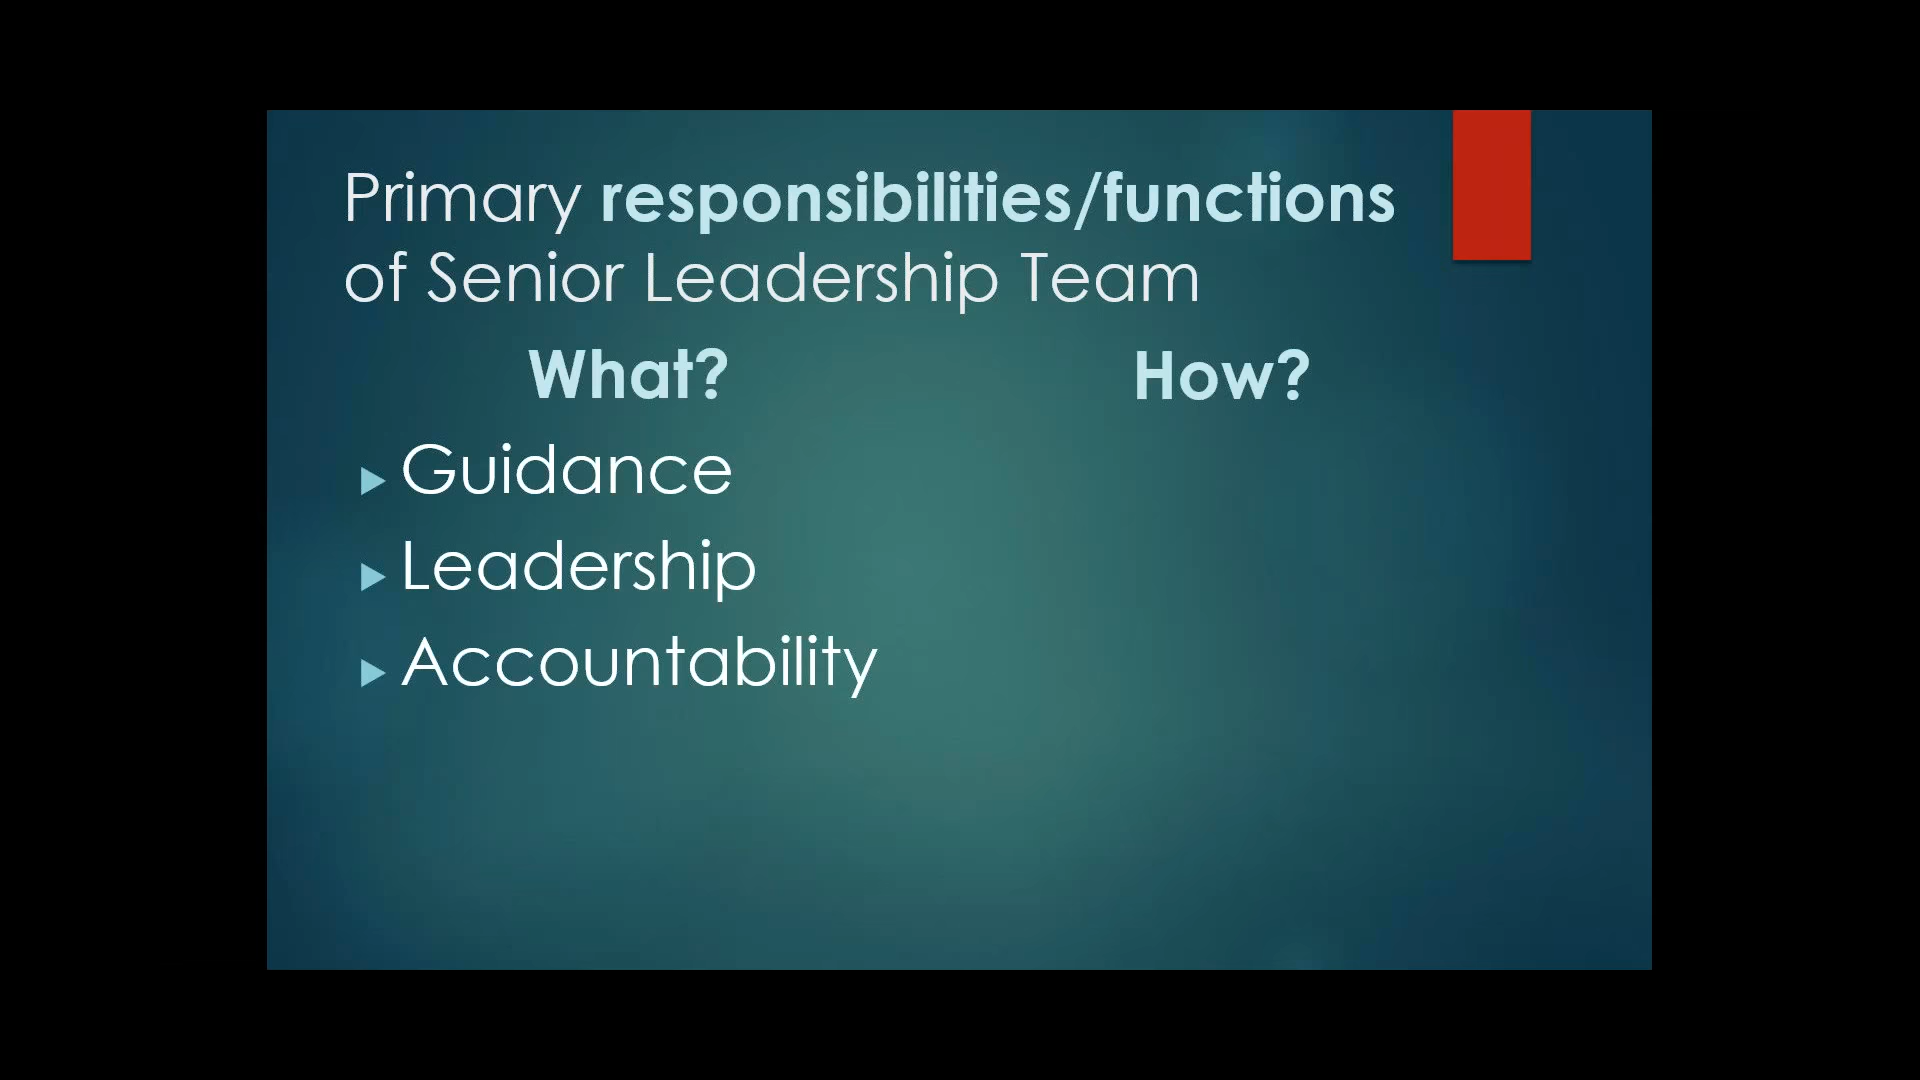 Primary responsibilities/functions
of Senior Leadership Team
What?
How?
Guidance
Leadership
Accountability